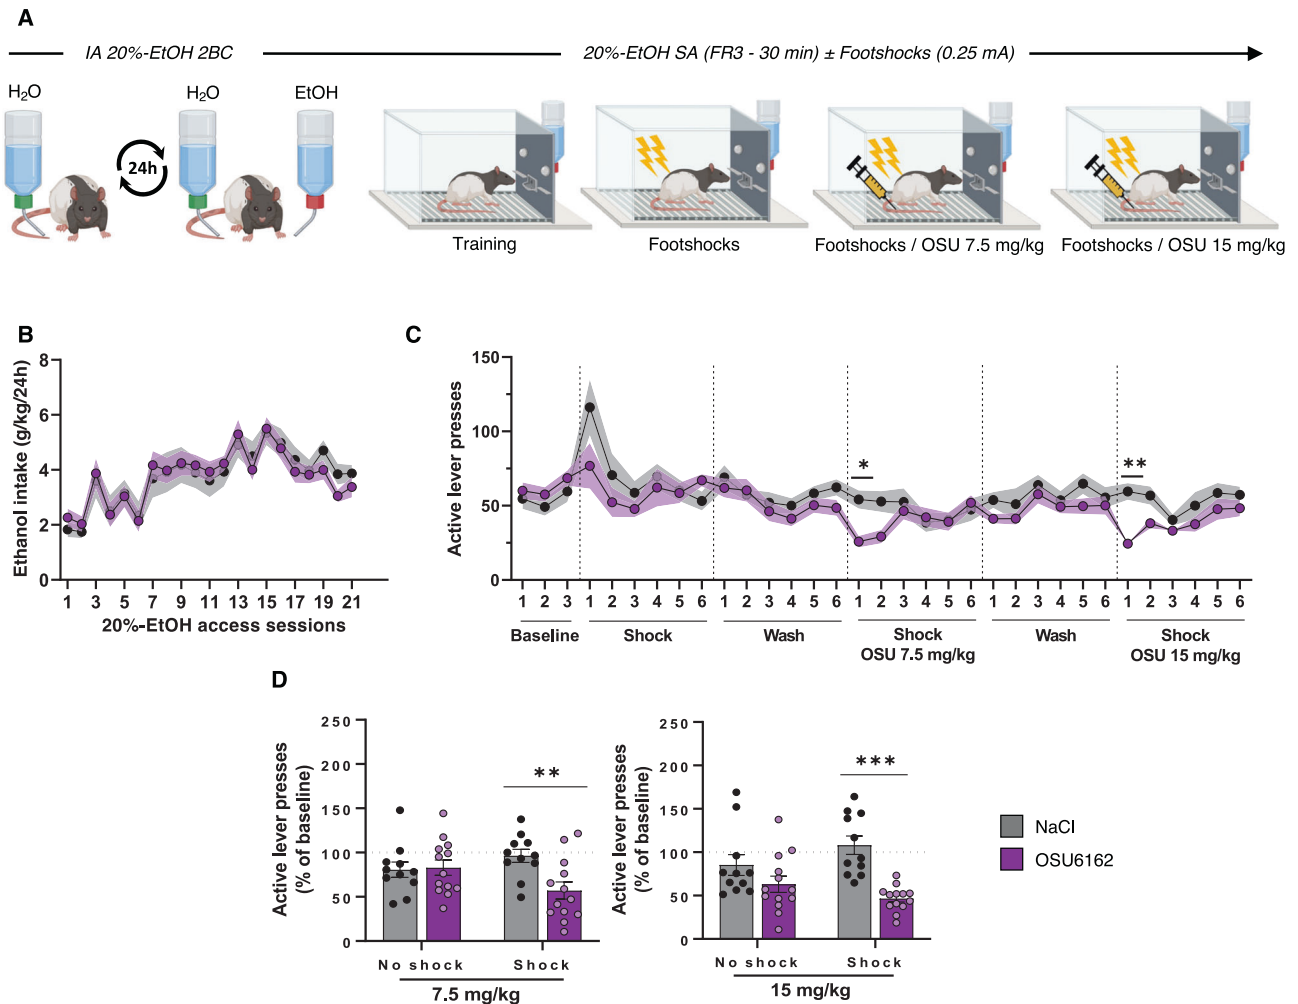 A
IA 20%-EtOH 2BC
20%-EtOH SA (FR3 - 30 min) ± Footshocks (0.25 mA)
H2O
H2O
EtOH
24h
Training
Footshocks
Footshocks / OSU 7.5 mg/kg
Footshocks / OSU 15 mg/kg
B
Ethanol intake (g/kg/24h)
8
6
4
2
0
1 3 5 7 9 11 13 15 17 19 21
20%-EtOH access sessions
C
Active lever presses
150
100
50
0
*
**
1 2 3 1 2 3 4 5 6 1 2 3 4 5 6 1 2 3 4 5 6 1 2 3 4 5 6 1 2 3 4 5 6
Baseline
Shock
Wash
Shock
OSU 7.5 mg/kg
Wash
Shock
OSU 15 mg/kg
D
Active lever presses
(% of baseline)
250
200
150
100
50
0
**
No shock
Shock
7.5 mg/kg
Active lever presses
(% of baseline)
250
200
150
100
50
0
***
No shock
Shock
15 mg/kg
NaCl
OSU6162